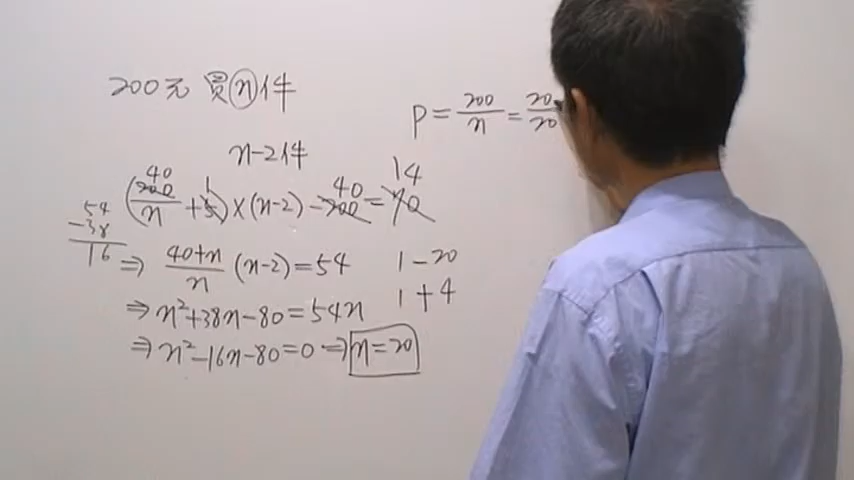 200元 買n件
P = 200/n = 20/20
n-2件
40 1 40 14
(200/n + 5) × (n-2) - 200 = 70
54
-38
16
⇒ (40+n)/n (n-2) = 54
1 - 20
1 + 4
⇒ n²+38n-80 = 54n
⇒ n²-16n-80 = 0 ⇒ n = 20